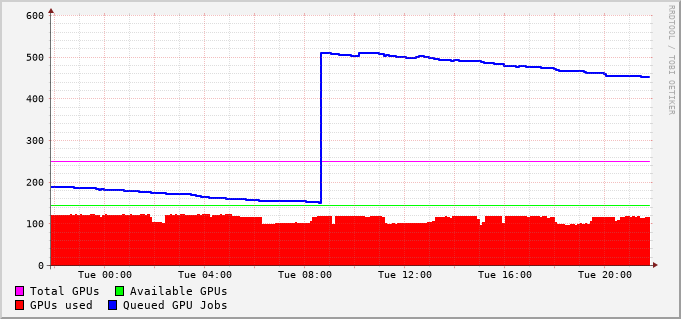 RRDTOOL / TOBI OETIKER
600
500
400
300
200
100
0
Tue 00:00 Tue 04:00 Tue 08:00 Tue 12:00 Tue 16:00 Tue 20:00
Total GPUs Available GPUs
GPUs used Queued GPU Jobs